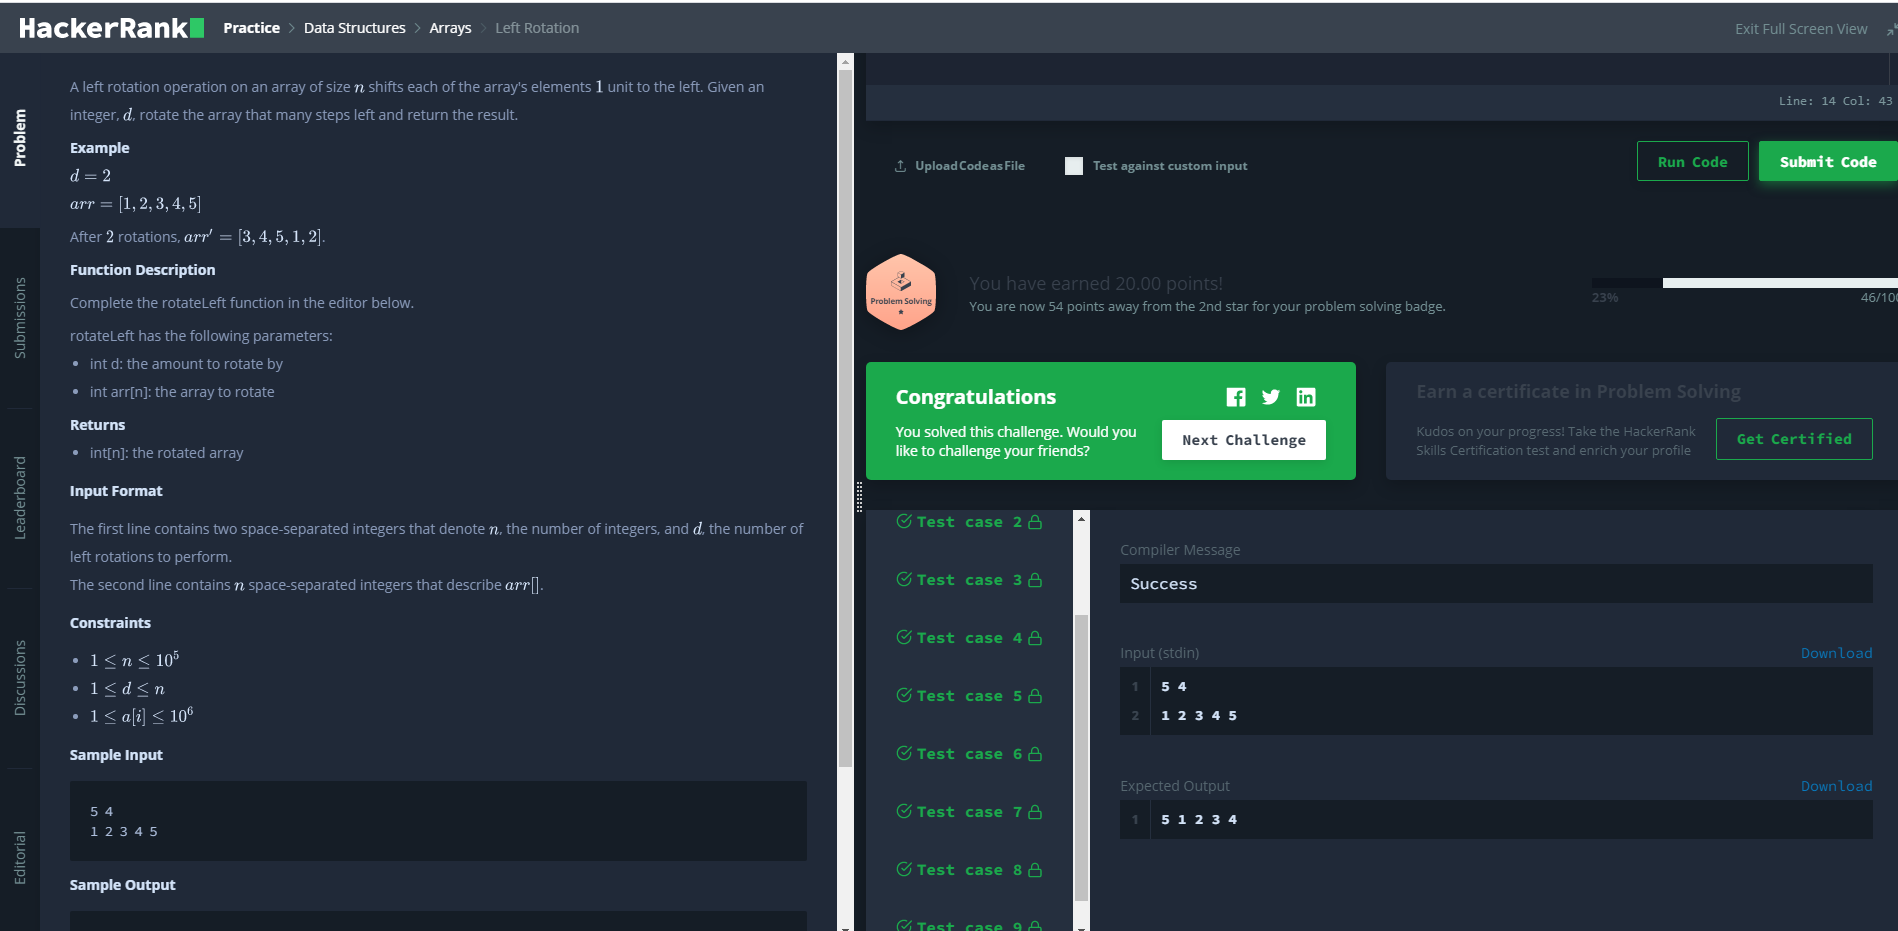 HackerRank
Practice > Data Structures > Arrays > Left Rotation
Exit Full Screen View
Problem
Submissions
Leaderboard
Discussions
Editorial
A left rotation operation on an array of size n shifts each of the array's elements 1 unit to the left. Given an
integer, d, rotate the array that many steps left and return the result.
Example
d = 2
arr = [1, 2, 3, 4, 5]
After 2 rotations, arr′ = [3, 4, 5, 1, 2].
Function Description
Complete the rotateLeft function in the editor below.
rotateLeft has the following parameters:
• int d: the amount to rotate by
• int arr[n]: the array to rotate
Returns
• int[n]: the rotated array
Input Format
The first line contains two space-separated integers that denote n, the number of integers, and d, the number of
left rotations to perform.
The second line contains n space-separated integers that describe arr[].
Constraints
• 1 ≤ n ≤ 10⁵
• 1 ≤ d ≤ n
• 1 ≤ a[i] ≤ 10⁶
Sample Input
5 4
1 2 3 4 5
Sample Output
Line: 14 Col: 43
Upload Code as File
Test against custom input
Run Code
Submit Code
Problem Solving
You have earned 20.00 points!
You are now 54 points away from the 2nd star for your problem solving badge.
23%
46/100
Congratulations
You solved this challenge. Would you
like to challenge your friends?
Next Challenge
Earn a certificate in Problem Solving
Kudos on your progress! Take the HackerRank
Skills Certification test and enrich your profile
Get Certified
Test case 2
Test case 3
Test case 4
Test case 5
Test case 6
Test case 7
Test case 8
Test case 9
Compiler Message
Success
Input (stdin)
Download
1 5 4
2 1 2 3 4 5
Expected Output
Download
1 5 1 2 3 4